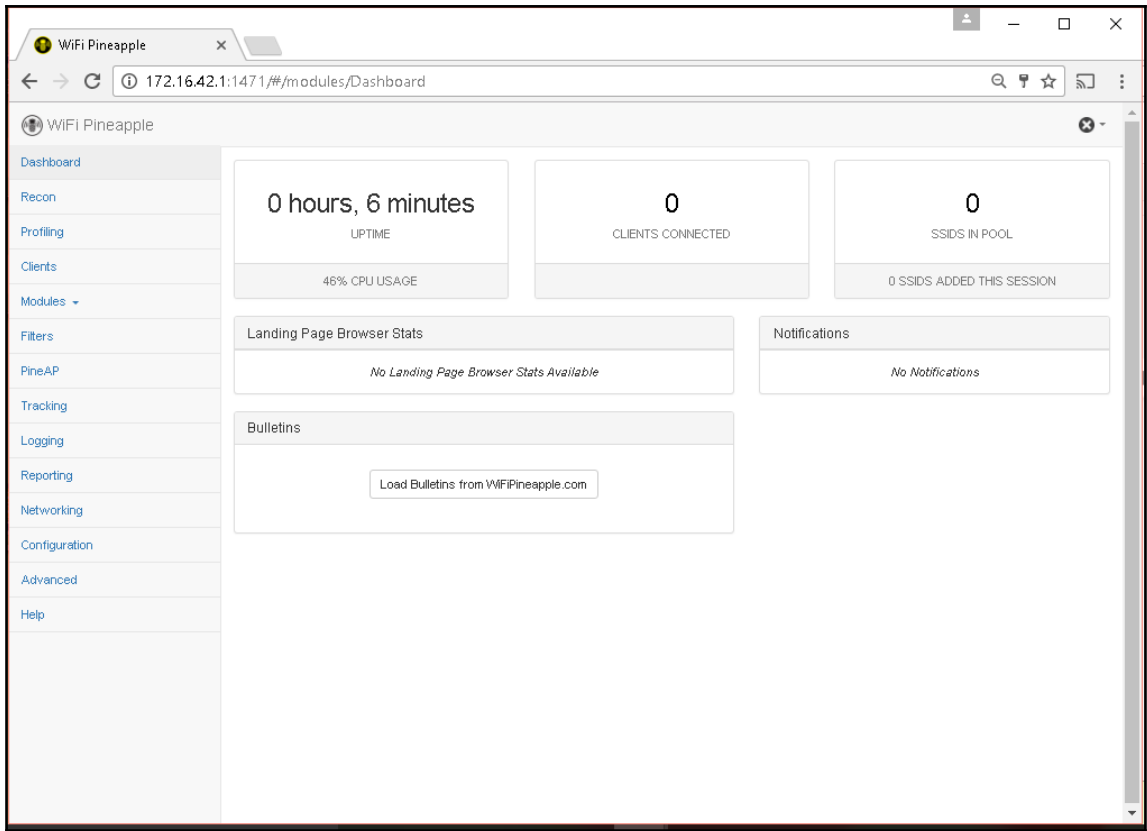 WiFi Pineapple
172.16.42.1:1471/#/modules/Dashboard
WiFi Pineapple
Dashboard
Recon
Profiling
Clients
Modules
Filters
PineAP
Tracking
Logging
Reporting
Networking
Configuration
Advanced
Help
0 hours, 6 minutes
UPTIME
46% CPU USAGE
0
CLIENTS CONNECTED
0
SSIDS IN POOL
0 SSIDS ADDED THIS SESSION
Landing Page Browser Stats
No Landing Page Browser Stats Available
Notifications
No Notifications
Bulletins
Load Bulletins from WiFiPineapple.com